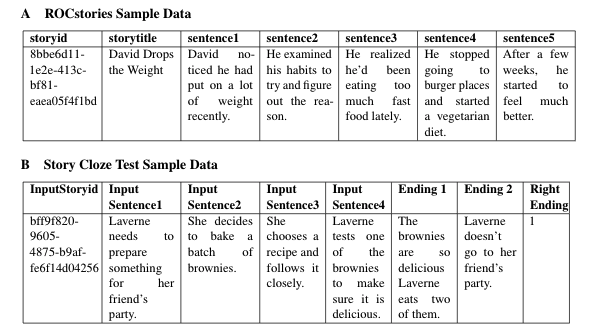 A ROCstories Sample Data
storyid storytitle sentence1 sentence2 sentence3 sentence4 sentence5
8bbe6d11- David Drops David no- He examined He realized He stopped After a few
1e2e-413c- the Weight ticed he had his habits to he'd been going to weeks, he
bf81- put on a lot try and figure eating too burger places started to
eaea05f4f1bd of weight out the rea- much fast and started feel much
recently. son. food lately. a vegetarian better.
diet.
B Story Cloze Test Sample Data
InputStoryid Input Input Input Input Ending 1 Ending 2 Right
Sentence1 Sentence2 Sentence3 Sentence4 Ending
bff9f820- Laverne She decides She Laverne The Laverne 1
9605- needs to to bake a chooses a tests one brownies doesn't
4875-b9af- prepare batch of recipe and of the are so go to her
fe6f14d04256 something brownies. follows it brownies delicious friend's
for her closely. to make Laverne party.
friend's sure it is eats two
party. delicious. of them.